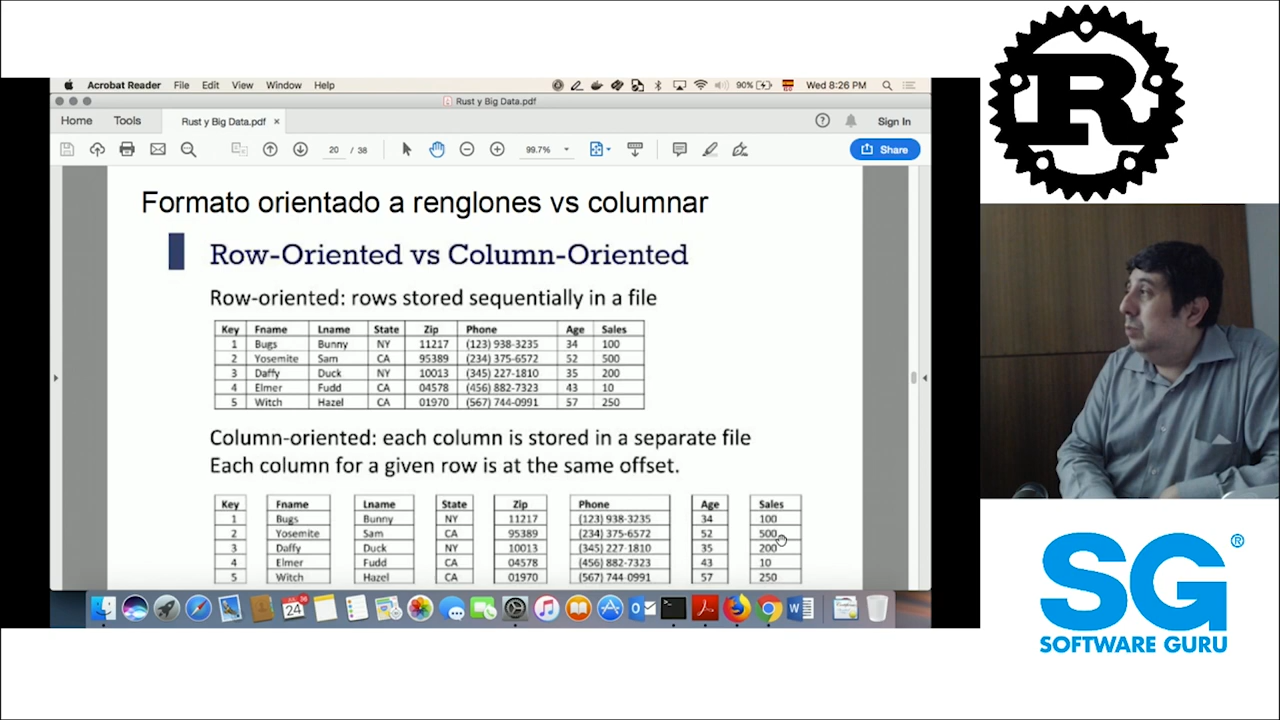 Acrobat Reader File Edit View Window Help 90% Wed 8:26 PM
Rust y Big Data.pdf
Home Tools Rust y Big Data.pdf × ? Sign In
20 / 38 99.7% Share
Formato orientado a renglones vs columnar
Row-Oriented vs Column-Oriented
Row-oriented: rows stored sequentially in a file
Key Fname Lname State Zip Phone Age Sales
1 Bugs Bunny NY 11217 (123) 938-3235 34 100
2 Yosemite Sam CA 95389 (234) 375-6572 52 500
3 Daffy Duck NY 10013 (345) 227-1810 35 200
4 Elmer Fudd CA 04578 (456) 882-7323 43 10
5 Witch Hazel CA 01970 (567) 744-0991 57 250
Column-oriented: each column is stored in a separate file
Each column for a given row is at the same offset.
Key Fname Lname State Zip Phone Age Sales
1 Bugs Bunny NY 11217 (123) 938-3235 34 100
2 Yosemite Sam CA 95389 (234) 375-6572 52 500
3 Daffy Duck NY 10013 (345) 227-1810 35 200
4 Elmer Fudd CA 04578 (456) 882-7323 43 10
5 Witch Hazel CA 01970 (567) 744-0991 57 250
24
R
SG®
SOFTWARE GURU